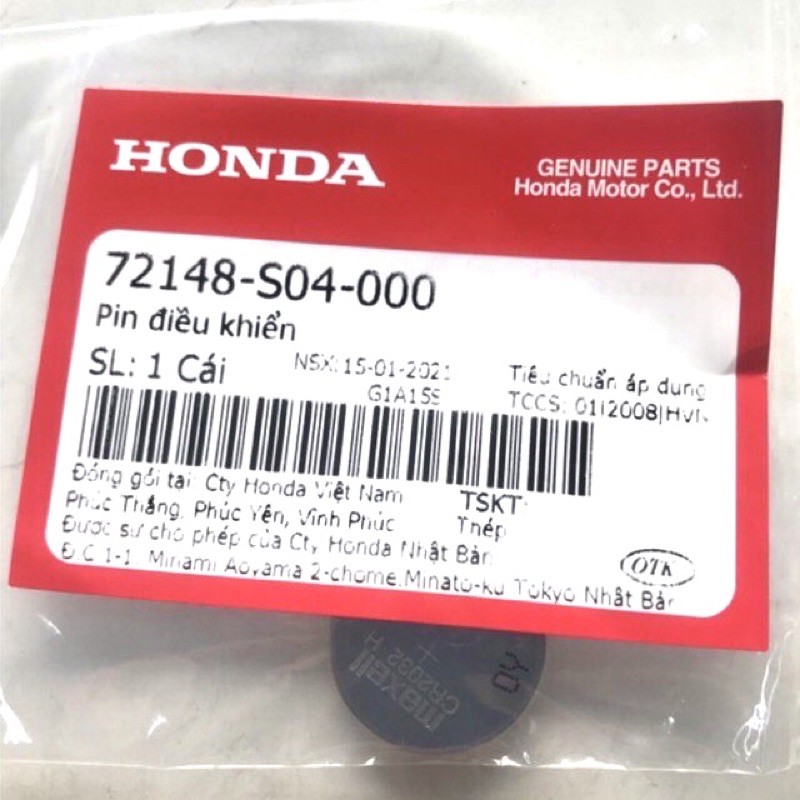 HONDA
GENUINE PARTS
Honda Motor Co., Ltd.
72148-S04-000
Pin điều khiển
SL: 1 Cái
NSX: 15-01-2021
G1A15S
Tiêu chuẩn áp dụng
TCCS: 01I2008|HVN
Đóng gói tại Cty Honda Việt Nam
Phúc Thắng, Phúc Yên, Vĩnh Phúc
Được sự cho phép của Cty Honda Nhật Bản
Đ.C 1-1, Minami Aoyama 2-chome,Minato-ku Tokyo Nhật Bản
TSKT:
Thép
OTK
maxell
CR2032 H
+